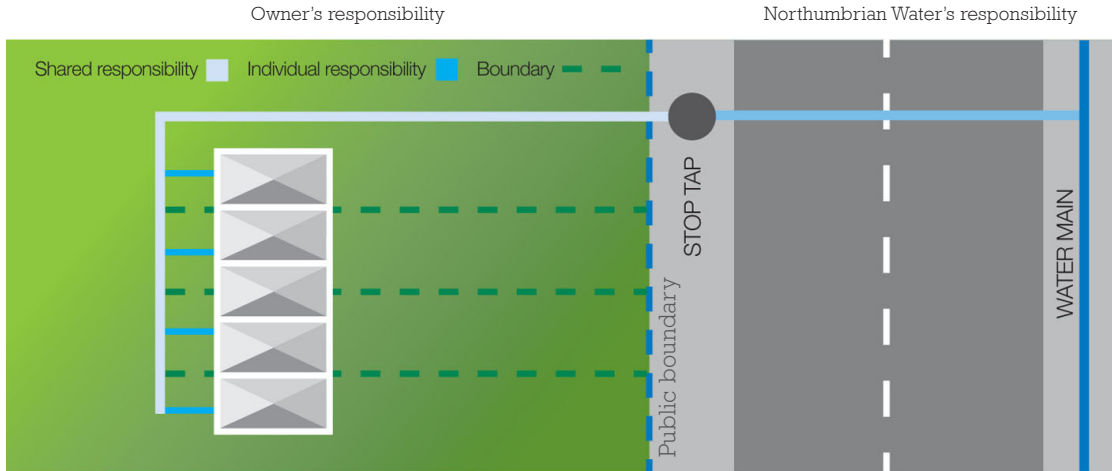 Owner's responsibility
Northumbrian Water's responsibility
Shared responsibility
Individual responsibility
Boundary
STOP TAP
Public boundary
WATER MAIN